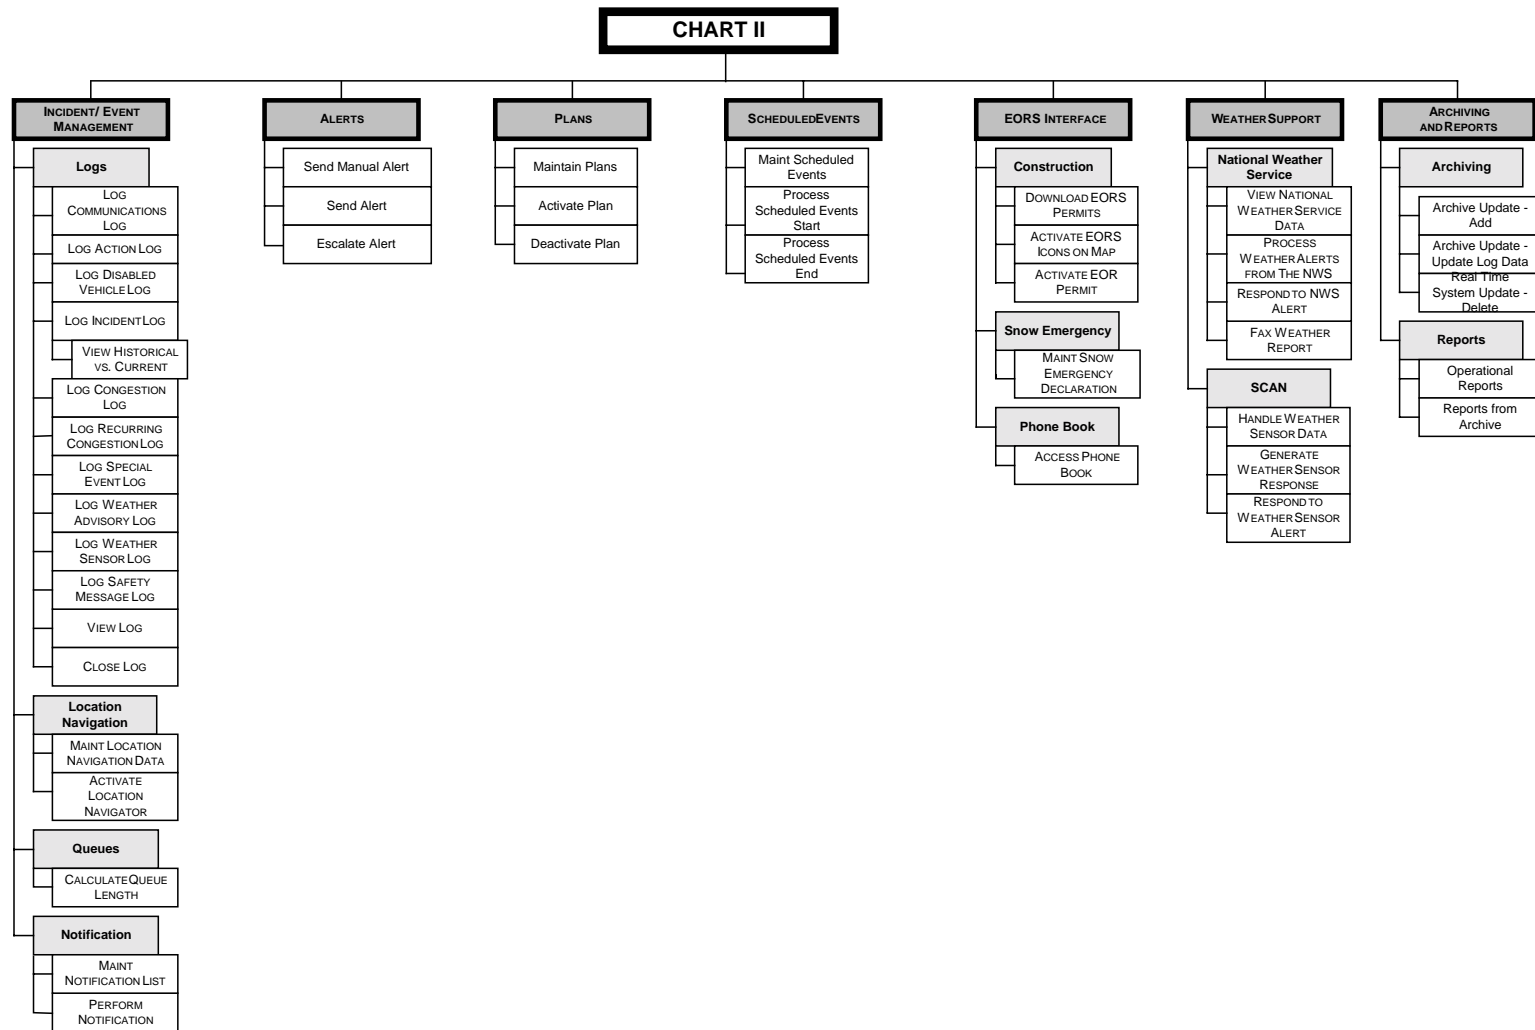 CHART II
INCIDENT/ EVENT
MANAGEMENT
Logs
LOG
COMMUNICATIONS
LOG
LOG ACTION LOG
LOG DISABLED
VEHICLE LOG
LOG INCIDENT LOG
VIEW HISTORICAL
VS. CURRENT
LOG CONGESTION
LOG
LOG RECURRING
CONGESTION LOG
LOG SPECIAL
EVENT LOG
LOG WEATHER
ADVISORY LOG
LOG WEATHER
SENSOR LOG
LOG SAFETY
MESSAGE LOG
VIEW LOG
CLOSE LOG
Location
Navigation
MAINT LOCATION
NAVIGATION DATA
ACTIVATE
LOCATION
NAVIGATOR
Queues
CALCULATE QUEUE
LENGTH
Notification
MAINT
NOTIFICATION LIST
PERFORM
NOTIFICATION
ALERTS
Send Manual Alert
Send Alert
Escalate Alert
PLANS
Maintain Plans
Activate Plan
Deactivate Plan
SCHEDULED EVENTS
Maint Scheduled
Events
Process
Scheduled Events
Start
Process
Scheduled Events
End
EORS INTERFACE
Construction
DOWNLOAD EORS
PERMITS
ACTIVATE EORS
ICONS ON MAP
ACTIVATE EOR
PERMIT
Snow Emergency
MAINT SNOW
EMERGENCY
DECLARATION
Phone Book
ACCESS PHONE
BOOK
WEATHER SUPPORT
National Weather
Service
VIEW NATIONAL
WEATHER SERVICE
DATA
PROCESS
WEATHER ALERTS
FROM THE NWS
RESPOND TO NWS
ALERT
FAX WEATHER
REPORT
SCAN
HANDLE WEATHER
SENSOR DATA
GENERATE
WEATHER SENSOR
RESPONSE
RESPOND TO
WEATHER SENSOR
ALERT
ARCHIVING
AND REPORTS
Archiving
Archive Update -
Add
Archive Update -
Update Log Data
Real Time
System Update -
Delete
Reports
Operational
Reports
Reports from
Archive